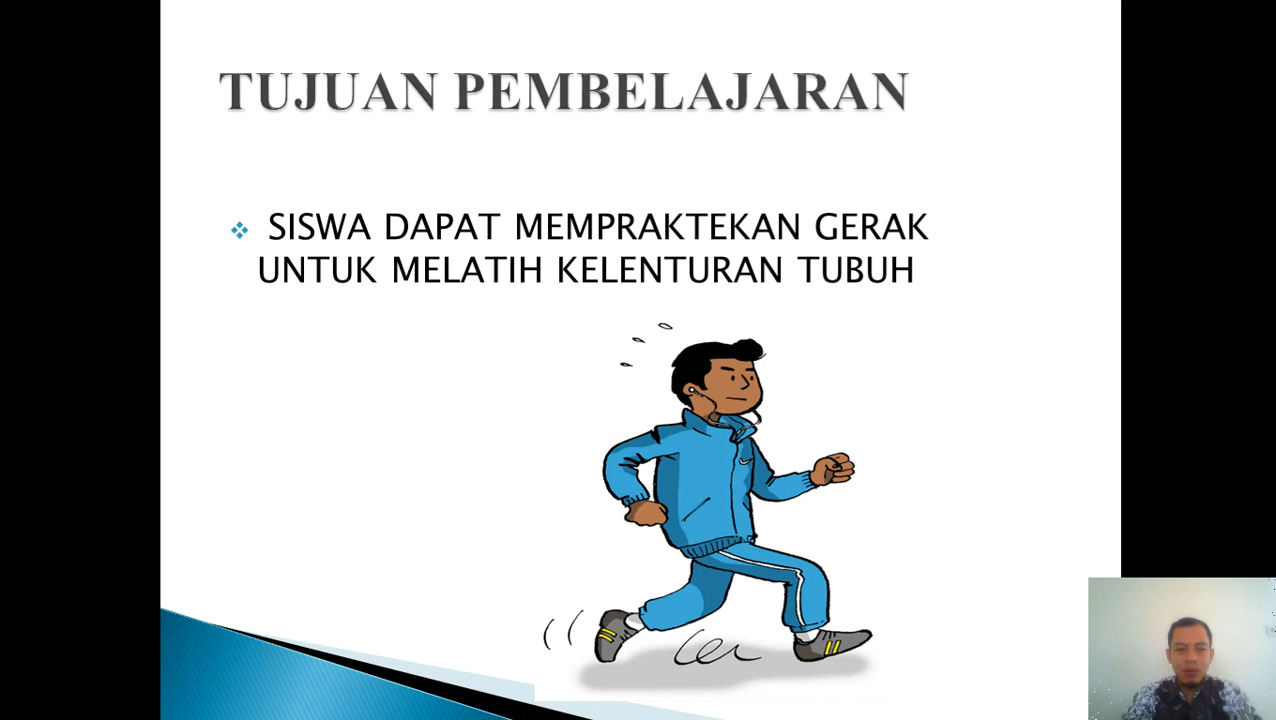 TUJUAN PEMBELAJARAN
SISWA DAPAT MEMPRAKTEKAN GERAK
UNTUK MELATIH KELENTURAN TUBUH